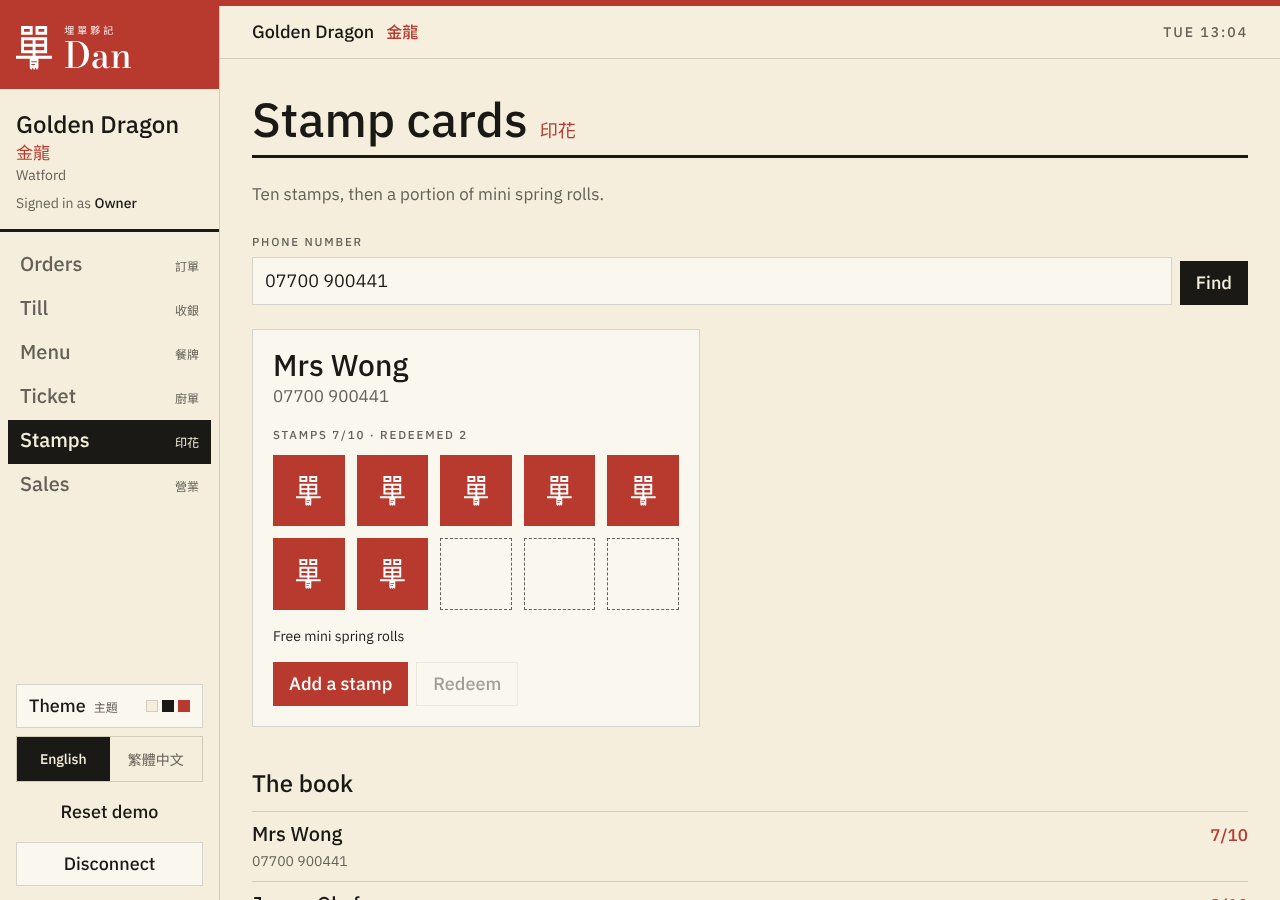 單
埋單夥記
Dan
Golden Dragon
金龍
Watford
Signed in as Owner
Orders 訂單
Till 收銀
Menu 餐牌
Ticket 廚單
Stamps 印花
Sales 營業
Theme 主題
English 繁體中文
Reset demo
Disconnect
Golden Dragon 金龍 TUE 13:04
Stamp cards 印花
Ten stamps, then a portion of mini spring rolls.
PHONE NUMBER
07700 900441 Find
Mrs Wong
07700 900441
STAMPS 7/10 · REDEEMED 2
單 單 單 單 單
單 單
Free mini spring rolls
Add a stamp Redeem
The book
Mrs Wong 7/10
07700 900441